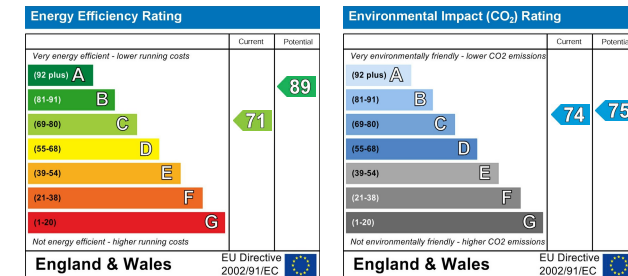 Energy Efficiency Rating
Current Potential
Very energy efficient - lower running costs
(92 plus) A
(81-91) B
(69-80) C
(55-68) D
(39-54) E
(21-38) F
(1-20) G
71
89
Not energy efficient - higher running costs
England & Wales
EU Directive
2002/91/EC
Environmental Impact (CO2) Rating
Current Potential
Very environmentally friendly - lower CO2 emissions
(92 plus) A
(81-91) B
(69-80) C
(55-68) D
(39-54) E
(21-38) F
(1-20) G
74
75
Not environmentally friendly - higher CO2 emissions
England & Wales
EU Directive
2002/91/EC